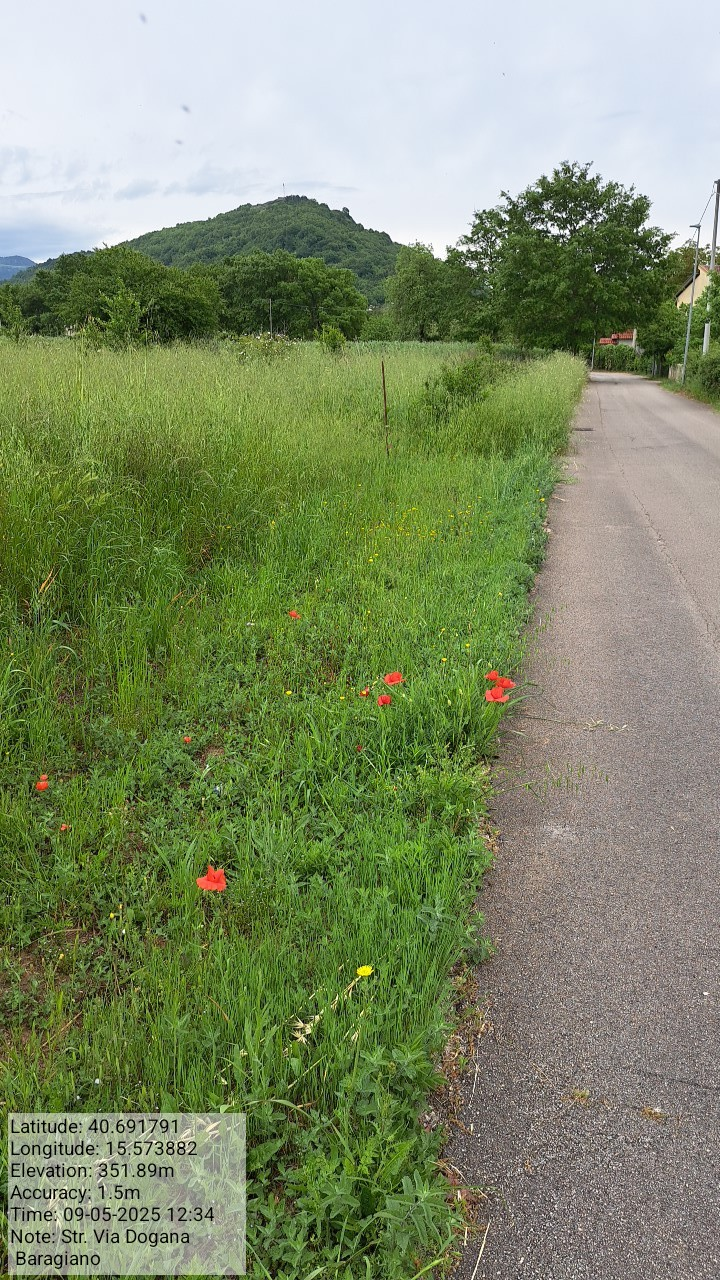 Latitude: 40.691791
Longitude: 15.573882
Elevation: 351.89m
Accuracy: 1.5m
Time: 09-05-2025 12:34
Note: Str. Via Dogana
Baragiano